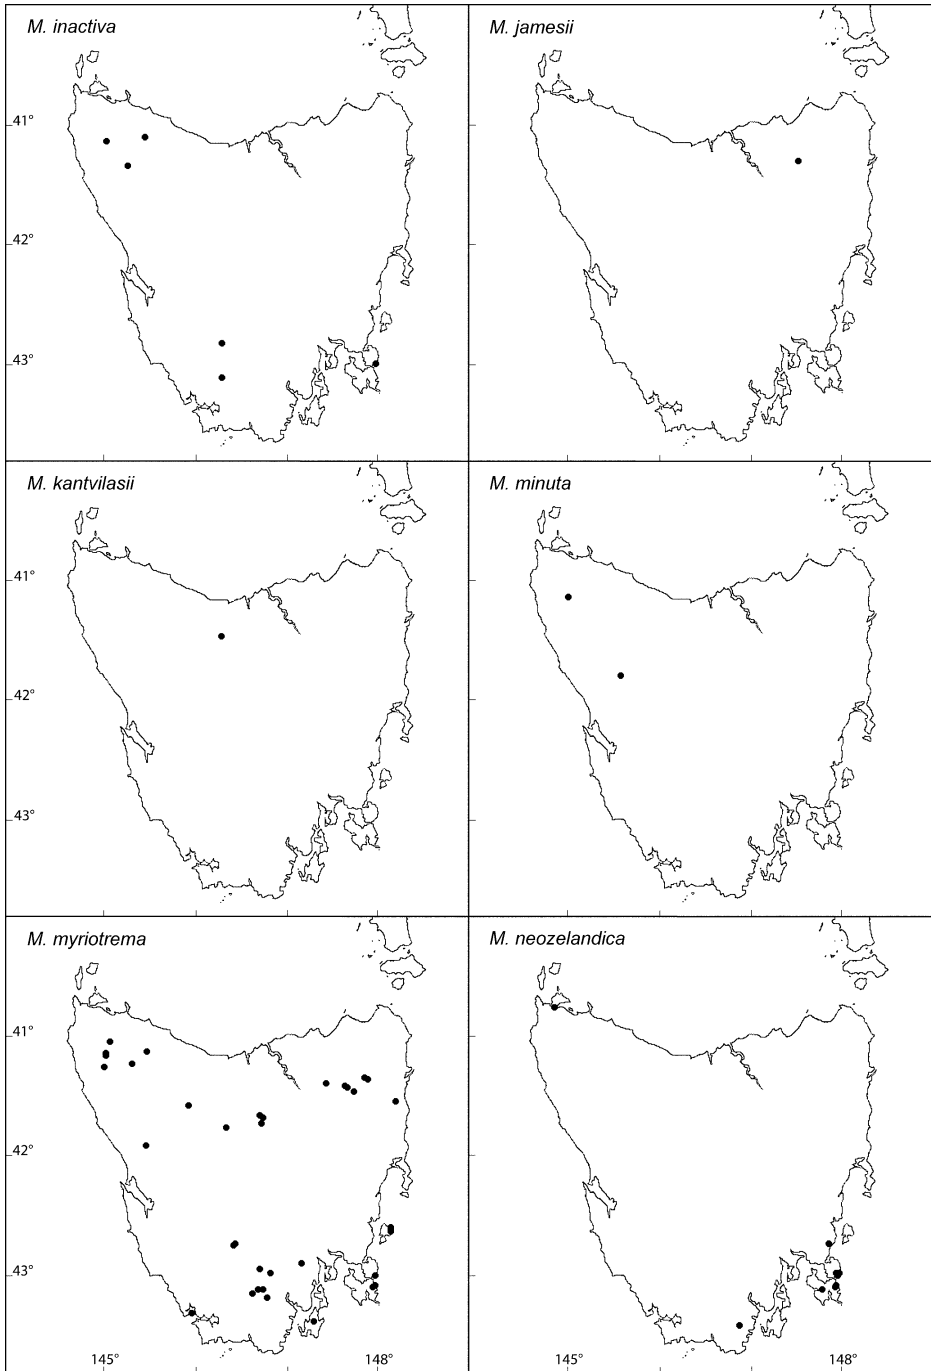 M. inactiva
M. jamesii
41°
42°
43°
M. kantvilasii
M. minuta
41°
42°
43°
M. myriotrema
M. neozelandica
41°
42°
43°
145°
148°
145°
148°